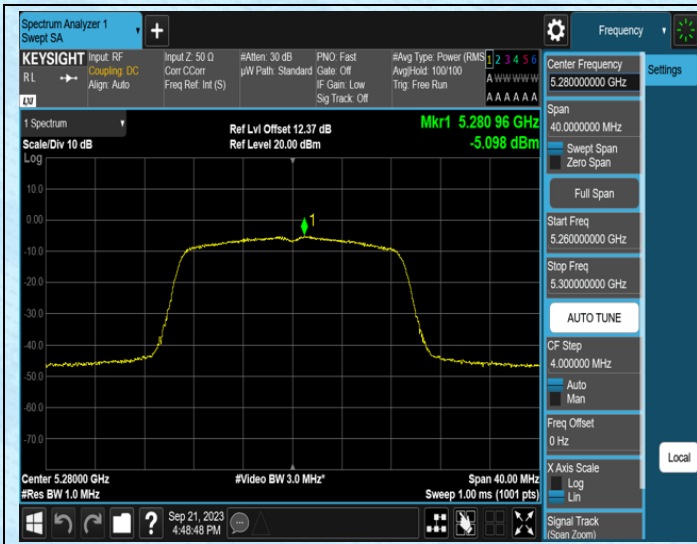 Spectrum Analyzer 1
Swept SA
+
Frequency
KEYSIGHT
R L
LXI
Input: RF
Coupling: DC
Align: Auto
Input Z: 50 Ω
Corr CCorr
Freq Ref: Int (S)
#Atten: 30 dB
µW Path: Standard
PNO: Fast
Gate: Off
IF Gain: Low
Sig Track: Off
#Avg Type: Power (RMS
Avg|Hold: 100/100
Trig: Free Run
1 2 3 4 5 6
A W W W W W
A A A A A A
1 Spectrum
Scale/Div 10 dB
Ref Lvl Offset 12.37 dB
Ref Level 20.00 dBm
Mkr1 5.280 96 GHz
-5.098 dBm
Log
10.0
0.00
-10.0
-20.0
-30.0
-40.0
-50.0
-60.0
-70.0
1
Center 5.28000 GHz
#Res BW 1.0 MHz
#Video BW 3.0 MHz*
Span 40.00 MHz
Sweep 1.00 ms (1001 pts)
?
Sep 21, 2023
4:48:48 PM
Center Frequency
5.280000000 GHz
Settings
Span
40.0000000 MHz
Swept Span
Zero Span
Full Span
Start Freq
5.260000000 GHz
Stop Freq
5.300000000 GHz
AUTO TUNE
CF Step
4.000000 MHz
Auto
Man
Freq Offset
0 Hz
X Axis Scale
Log
Lin
Signal Track
(Span Zoom)
Local